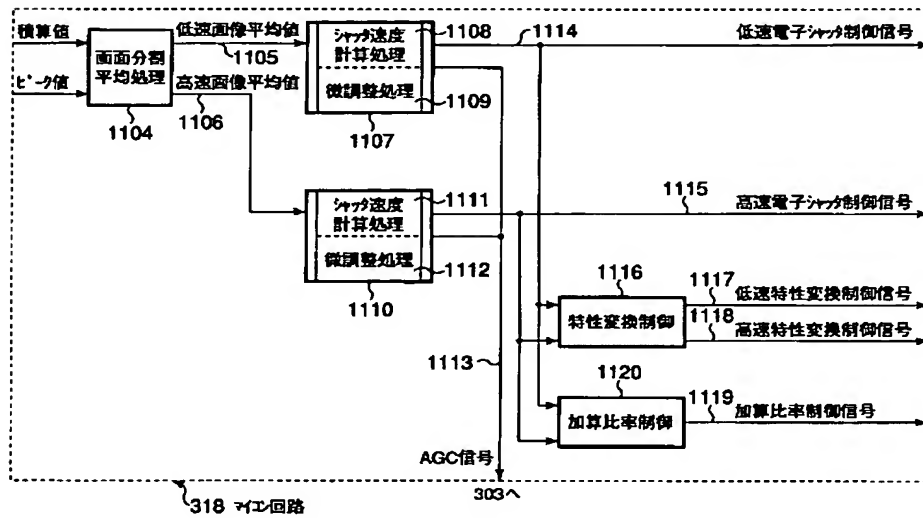 積算値
ピーク値
画面分割
平均処理
1104
低速画像平均値
1105
高速画像平均値
1106
シャッタ速度
計算処理
1108
微調整処理
1109
1107
1114
低速電子シャッタ制御信号
シャッタ速度
計算処理
1111
微調整処理
1112
1110
1115
高速電子シャッタ制御信号
1113
1116
特性変換制御
1117
低速特性変換制御信号
1118
高速特性変換制御信号
1120
加算比率制御
1119
加算比率制御信号
AGC信号
303へ
318 マイコン回路